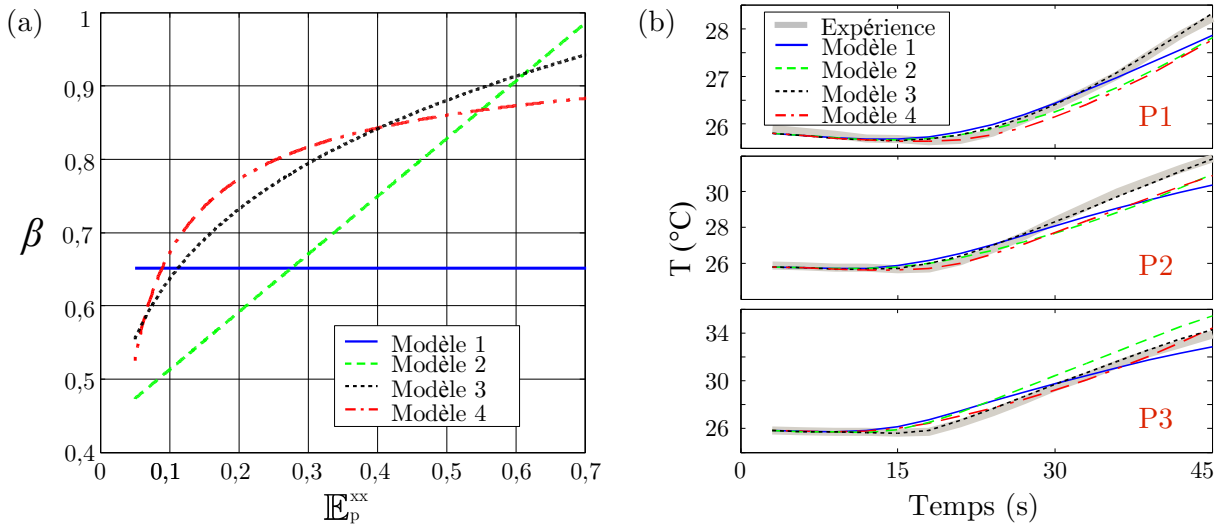 (a)
1
0,9
0,8
0,7
0,6
0,5
0,4
β
0
0,1
0,2
0,3
0,4
0,5
0,6
0,7
𝔼ₚˣˣ
Modèle 1
Modèle 2
Modèle 3
Modèle 4
(b)
Expérience
Modèle 1
Modèle 2
Modèle 3
Modèle 4
28
27
26
P1
30
28
26
P2
34
30
26
P3
T (°C)
0
15
30
45
Temps (s)